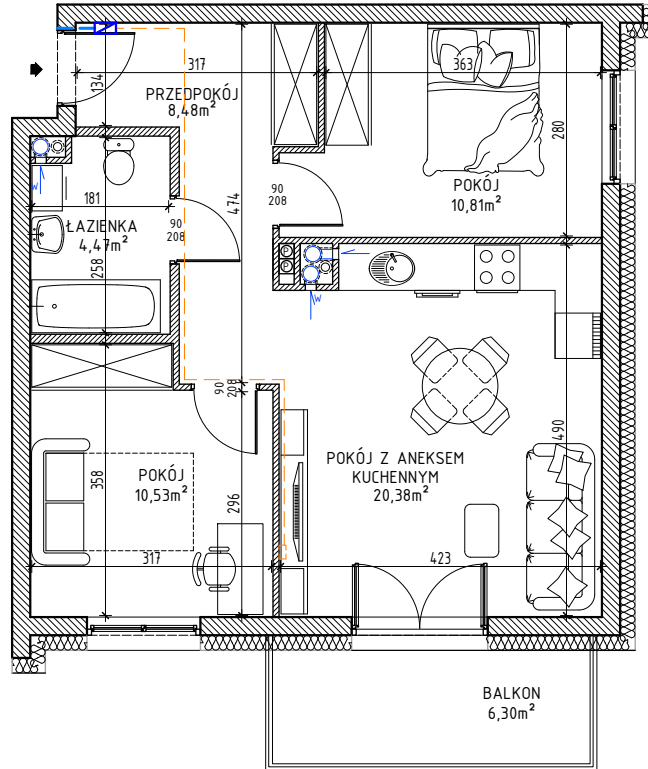 317
363
134
PRZEDPOKÓJ
8,48m²
280
POKÓJ
10,81m²
181
90
208
474
ŁAZIENKA
4,47m²
90
208
258
W
W
90
208
POKÓJ
10,53m²
358
296
POKÓJ Z ANEKSEM
KUCHENNYM
20,38m²
490
317
423
BALKON
6,30m²